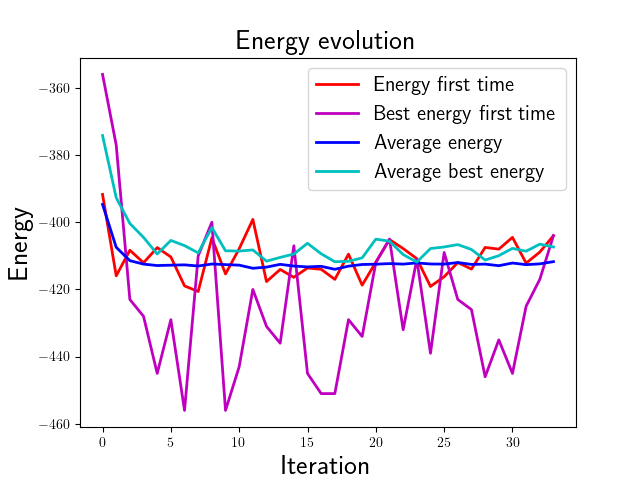 Energy evolution
Energy first time
Best energy first time
Average energy
Average best energy
Energy
−360
−380
−400
−420
−440
−460
0 5 10 15 20 25 30
Iteration